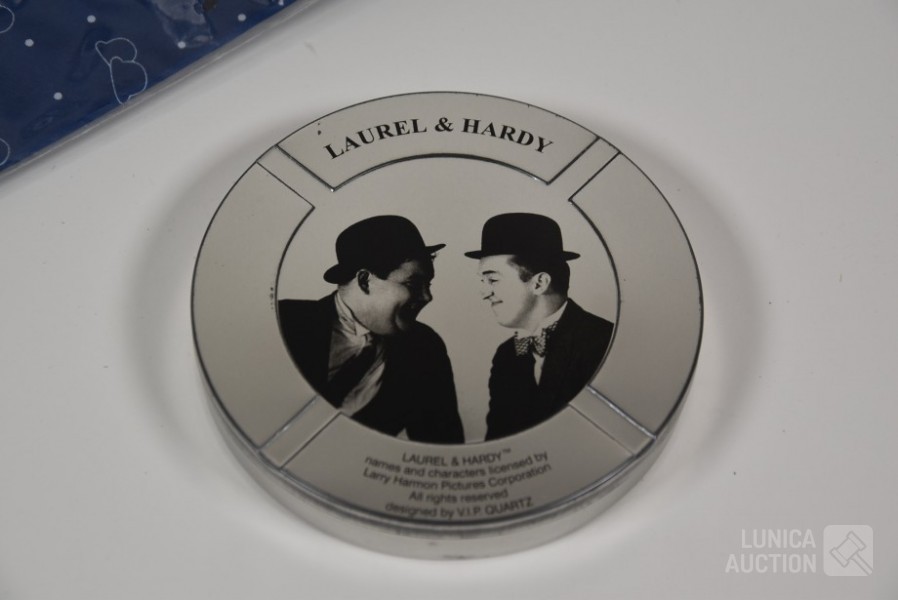 LAUREL & HARDY
LAUREL & HARDY™
names and characters licensed by
Larry Harmon Pictures Corporation
All rights reserved
designed by V.I.P. QUARTZ
LUNICA
AUCTION